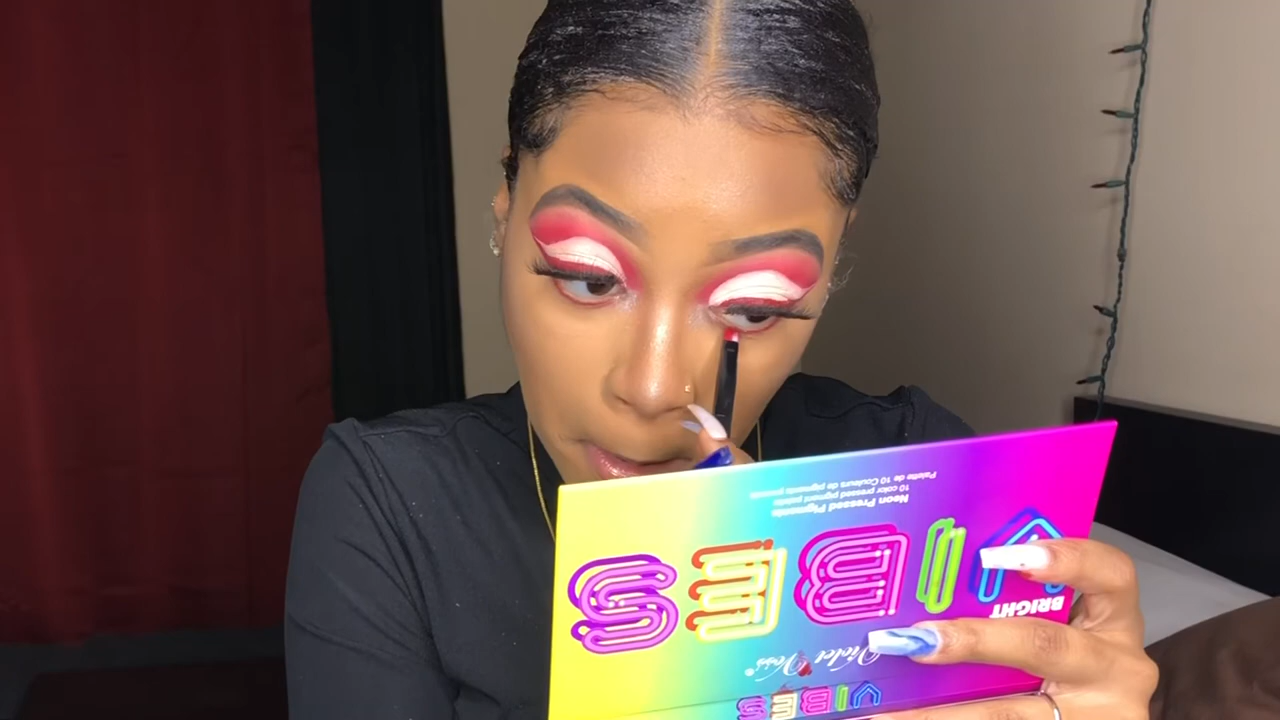 Violet Voss®
BRIGHT
VIBES
Neon Pressed Pigments
10 color pressed pigment palette
Palette de 10 Couleurs de pigments pressés
VIBES